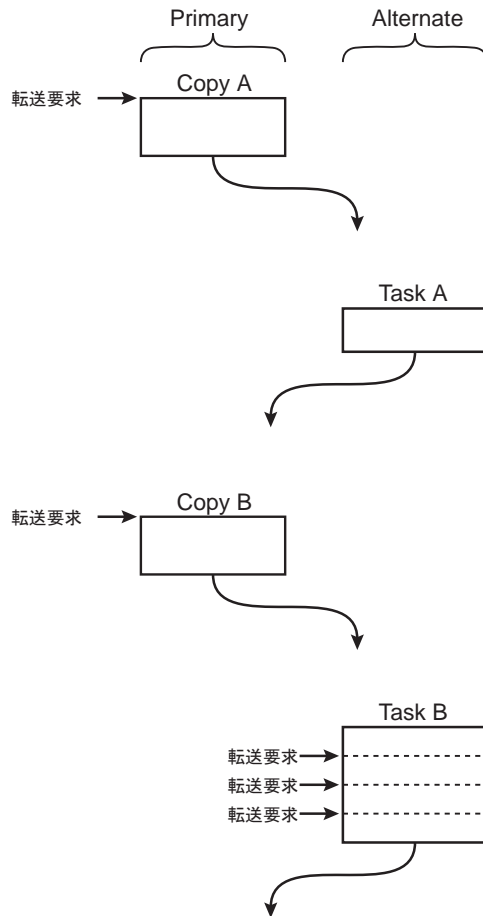 Primary
Alternate
Copy A
転送要求
Task A
Copy B
転送要求
Task B
転送要求
転送要求
転送要求